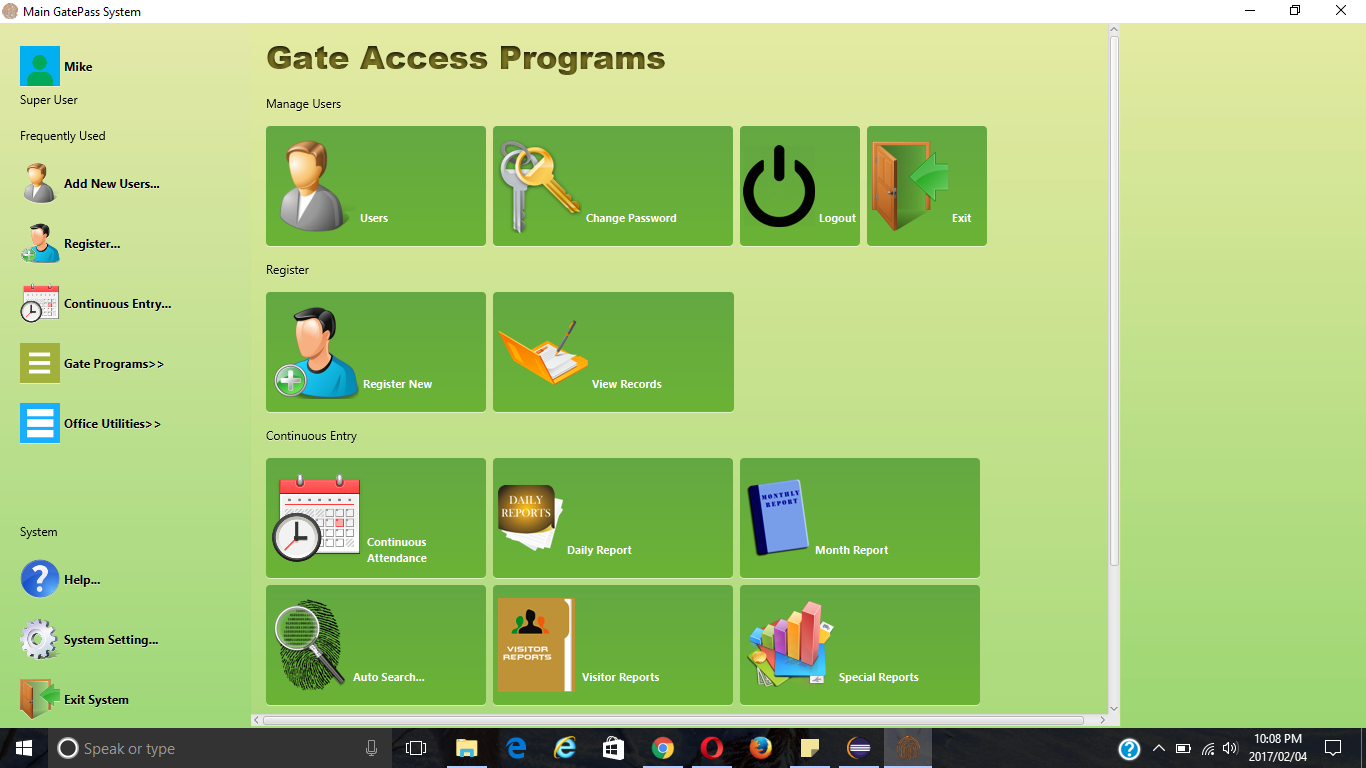 Main GatePass System
Mike
Super User
Frequently Used
Add New Users...
Register...
Continuous Entry...
Gate Programs>>
Office Utilities>>
System
Help...
System Setting...
Exit System
Gate Access Programs
Manage Users
Users
Change Password
Logout
Exit
Register
Register New
View Records
Continuous Entry
Continuous
Attendance
DAILY
REPORTS
Daily Report
MONTHLY
REPORT
Month Report
Auto Search...
VISITOR
REPORTS
Visitor Reports
Special Reports
Speak or type
10:08 PM
2017/02/04